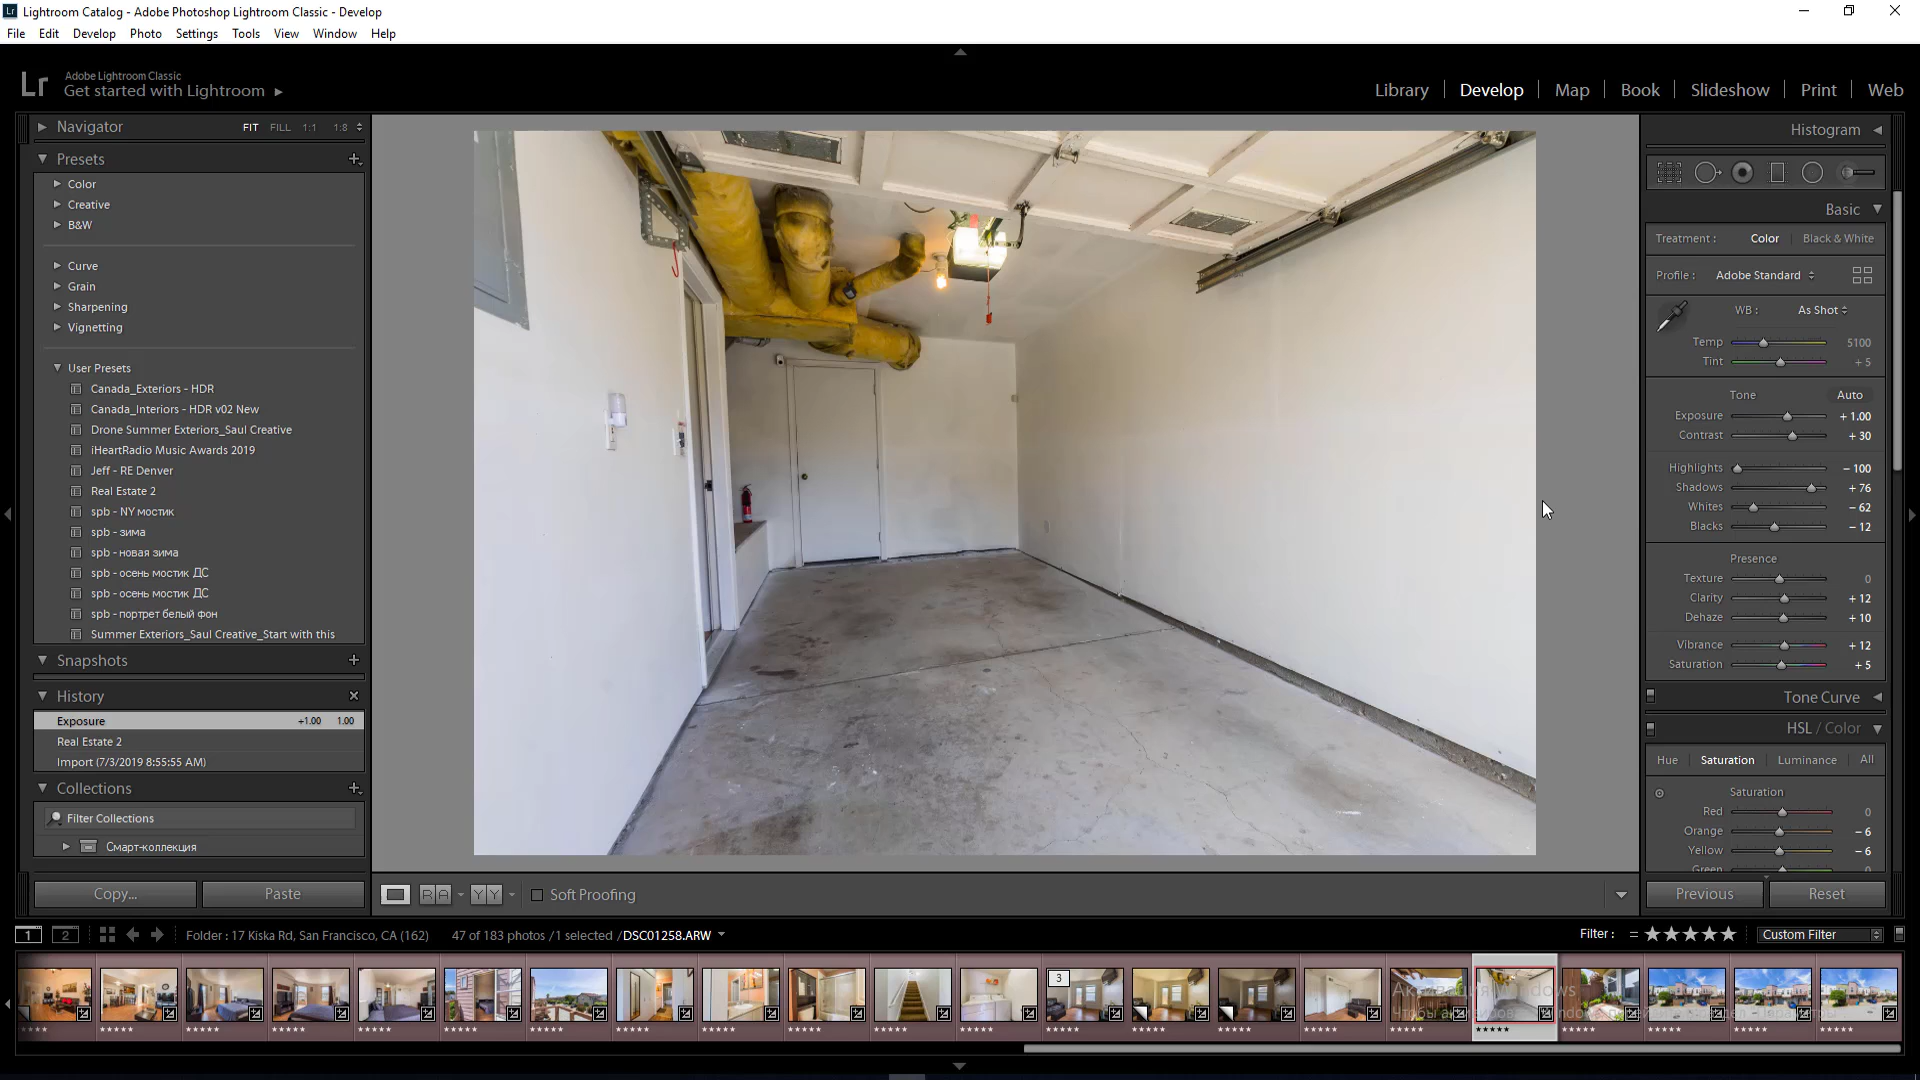 Lr Lightroom Catalog - Adobe Photoshop Lightroom Classic - Develop
File Edit Develop Photo Settings Tools View Window Help
Lr Adobe Lightroom Classic
Get started with Lightroom
Library Develop Map Book Slideshow Print Web
Navigator FIT FILL 1:1 1:8
Presets
Color
Creative
B&W
Curve
Grain
Sharpening
Vignetting
User Presets
Canada_Exteriors - HDR
Canada_Interiors - HDR v02 New
Drone Summer Exteriors_Saul Creative
iHeartRadio Music Awards 2019
Jeff - RE Denver
Real Estate 2
spb - NY мостик
spb - зима
spb - новая зима
spb - осень мостик ДС
spb - осень мостик ДС
spb - портрет белый фон
Summer Exteriors_Saul Creative_Start with this
Snapshots
History
Exposure +1.00 1.00
Real Estate 2
Import (7/3/2019 8:55:55 AM)
Collections
Filter Collections
Смарт-коллекция
Copy... Paste
R A Y Y Soft Proofing
Histogram
Basic
Treatment : Color Black & White
Profile : Adobe Standard
WB : As Shot
Temp 5100
Tint + 5
Tone Auto
Exposure + 1.00
Contrast + 30
Highlights − 100
Shadows + 76
Whites − 62
Blacks − 12
Presence
Texture 0
Clarity + 12
Dehaze + 10
Vibrance + 12
Saturation + 5
Tone Curve
HSL / Color
Hue Saturation Luminance All
Saturation
Red 0
Orange − 6
Yellow − 6
Green 0
Previous Reset
1 2 Folder : 17 Kiska Rd, San Francisco, CA (162) 47 of 183 photos /1 selected /DSC01258.ARW
Filter : Custom Filter
3